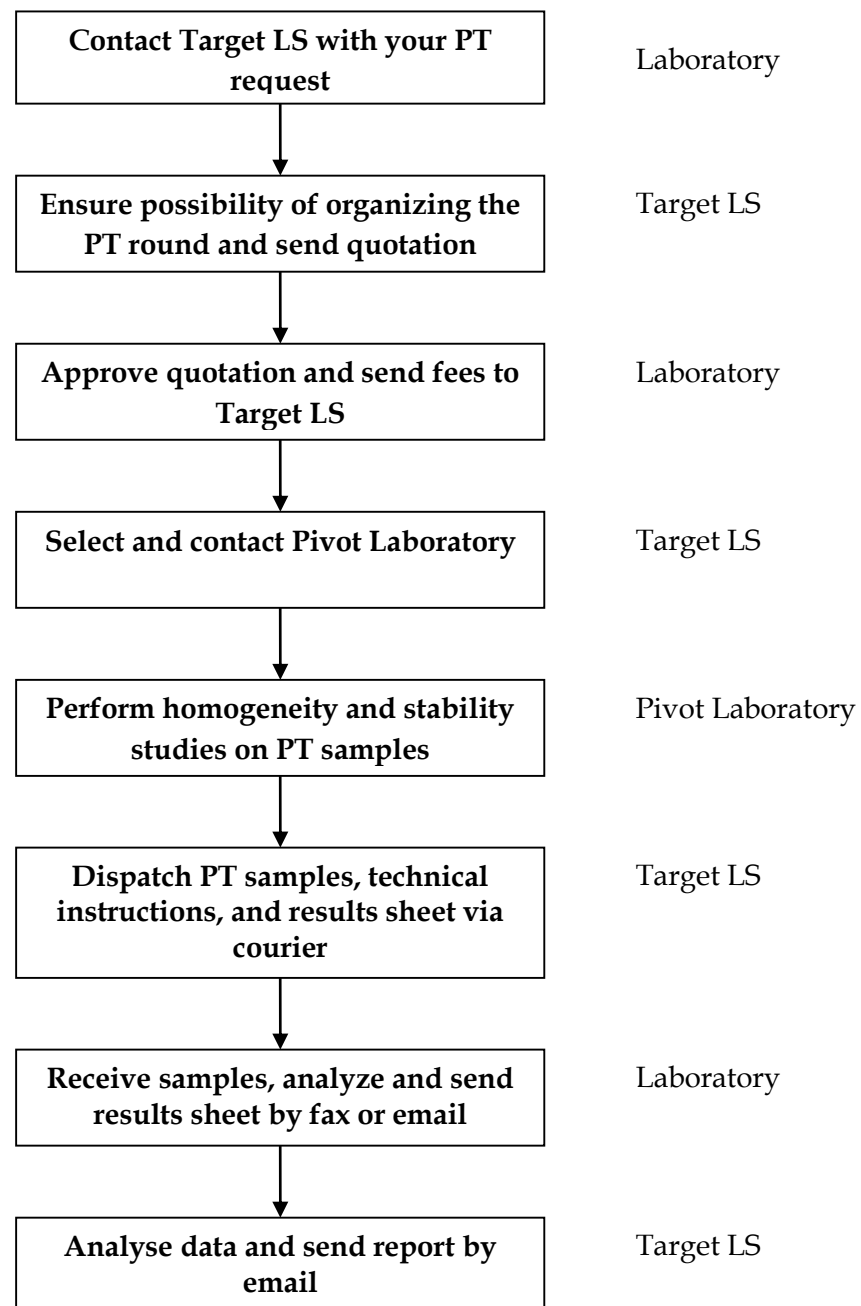 Contact Target LS with your PT
request
Laboratory
Ensure possibility of organizing the
PT round and send quotation
Target LS
Approve quotation and send fees to
Target LS
Laboratory
Select and contact Pivot Laboratory
Target LS
Perform homogeneity and stability
studies on PT samples
Pivot Laboratory
Dispatch PT samples, technical
instructions, and results sheet via
courier
Target LS
Receive samples, analyze and send
results sheet by fax or email
Laboratory
Analyse data and send report by
email
Target LS